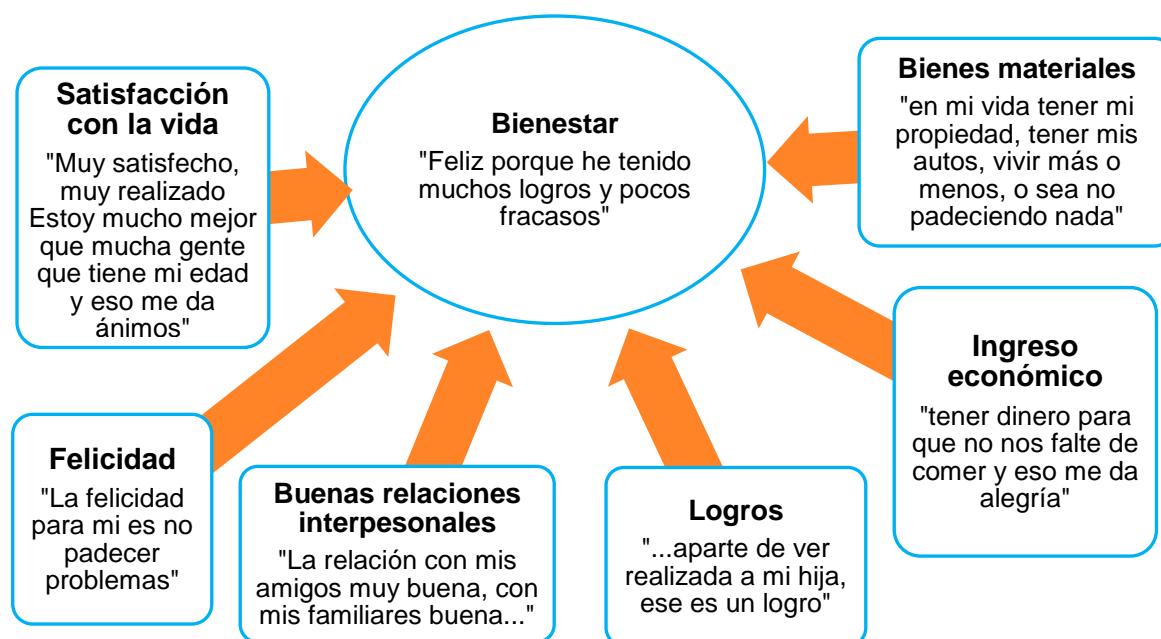 Satisfacción
con la vida
"Muy satisfecho,
muy realizado
Estoy mucho mejor
que mucha gente
que tiene mi edad
y eso me da
ánimos"
Bienestar
"Feliz porque he tenido
muchos logros y pocos
fracasos"
Bienes materiales
"en mi vida tener mi
propiedad, tener mis
autos, vivir más o
menos, o sea no
padeciendo nada"
Ingreso
económico
"tener dinero para
que no nos falte de
comer y eso me da
alegría"
Felicidad
"La felicidad
para mi es no
padecer
problemas"
Buenas relaciones
interpesonales
"La relación con mis
amigos muy buena, con
mis familiares buena..."
Logros
"...aparte de ver
realizada a mi hija,
ese es un logro"